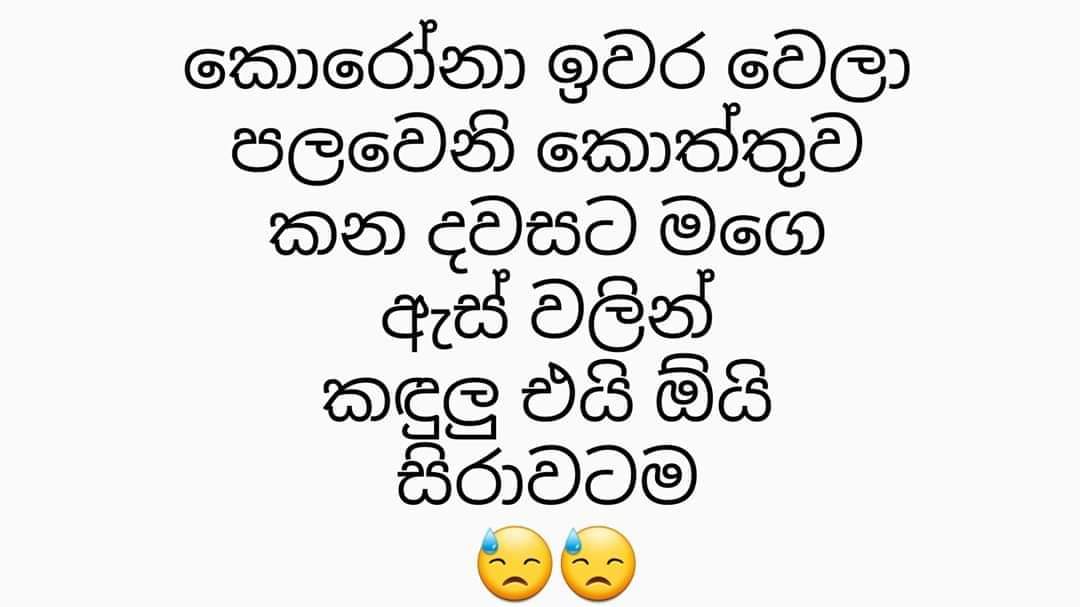 කොරෝනා ඉවර වෙලා
පලවෙනි කොත්තුව
කන දවසට මගෙ
ඇස් වලින්
කඳුලු එයි ඕයි
සිරාවටම
😓😓